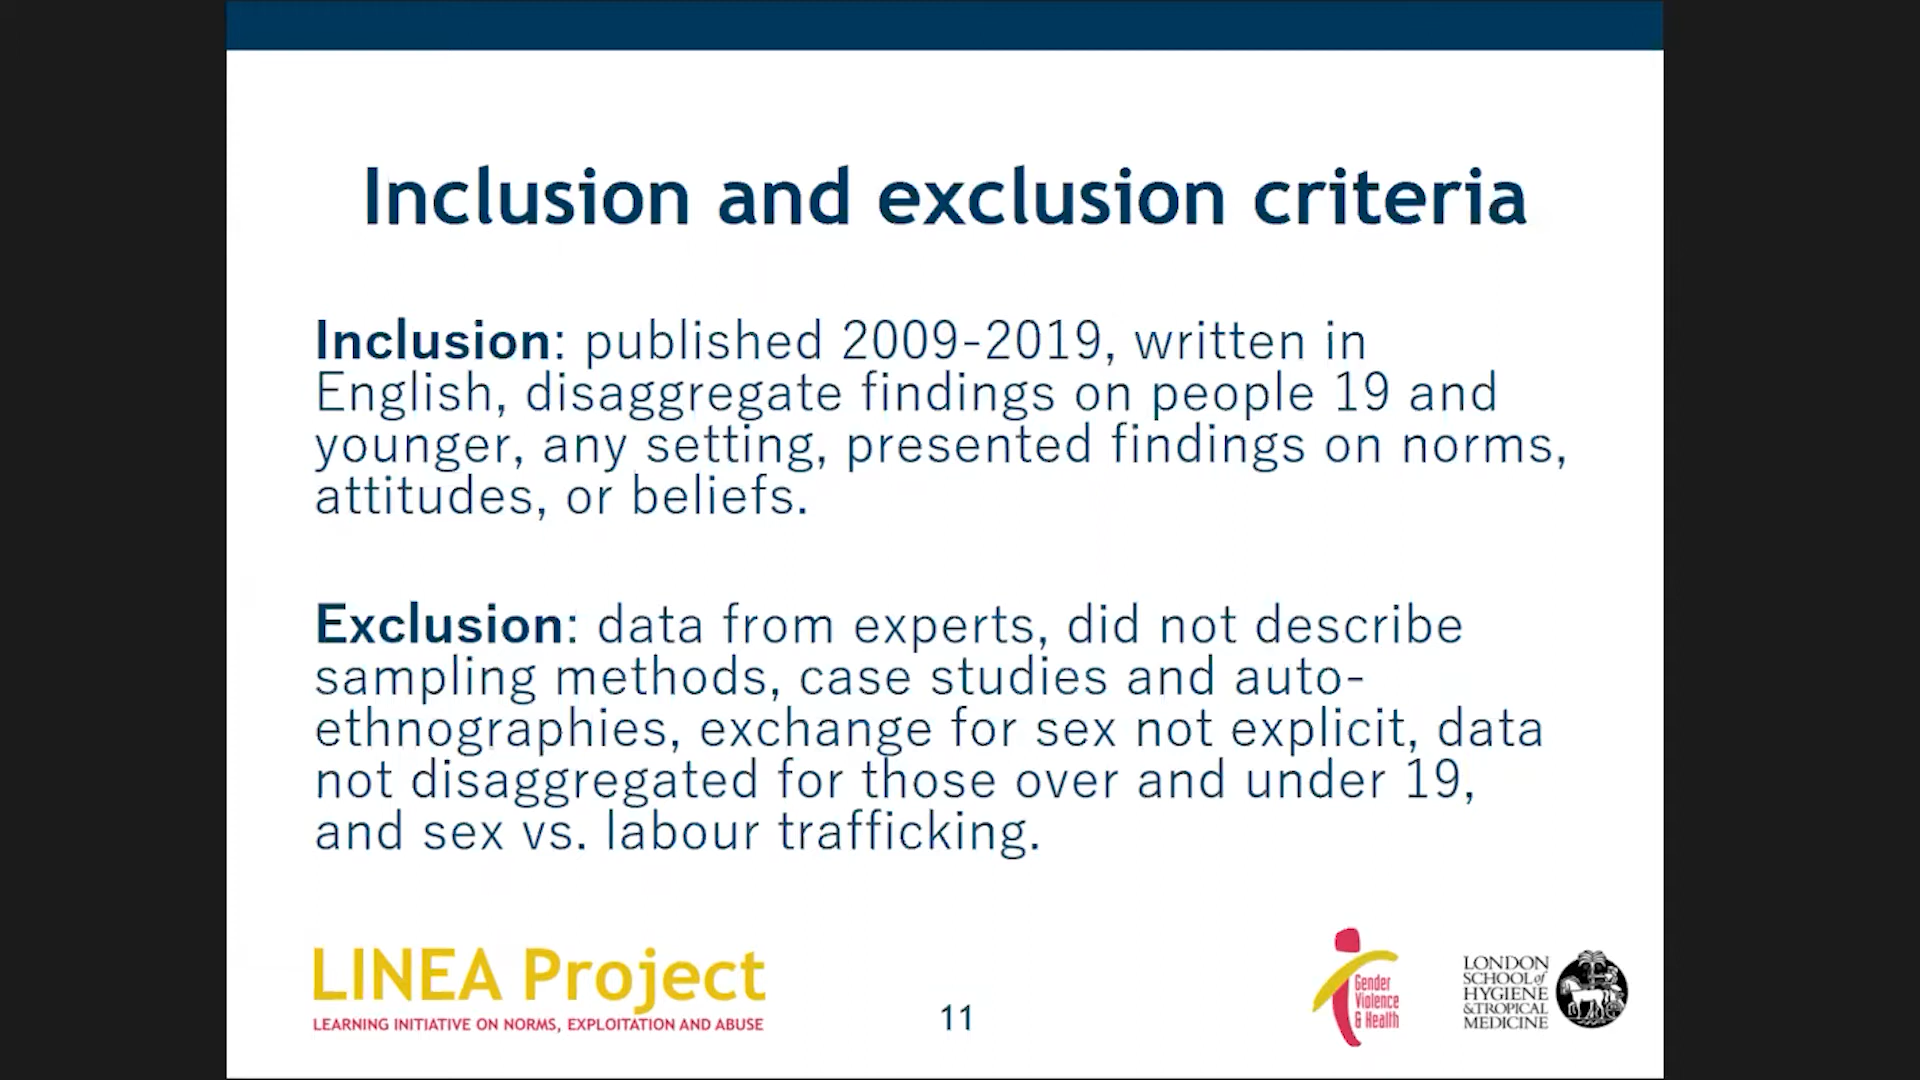 Inclusion and exclusion criteria
Inclusion: published 2009-2019, written in
English, disaggregate findings on people 19 and
younger, any setting, presented findings on norms,
attitudes, or beliefs.
Exclusion: data from experts, did not describe
sampling methods, case studies and auto-
ethnographies, exchange for sex not explicit, data
not disaggregated for those over and under 19,
and sex vs. labour trafficking.
LINEA Project
LEARNING INITIATIVE ON NORMS, EXPLOITATION AND ABUSE
11
Gender
Violence
& Health
LONDON
SCHOOL of
HYGIENE
& TROPICAL
MEDICINE